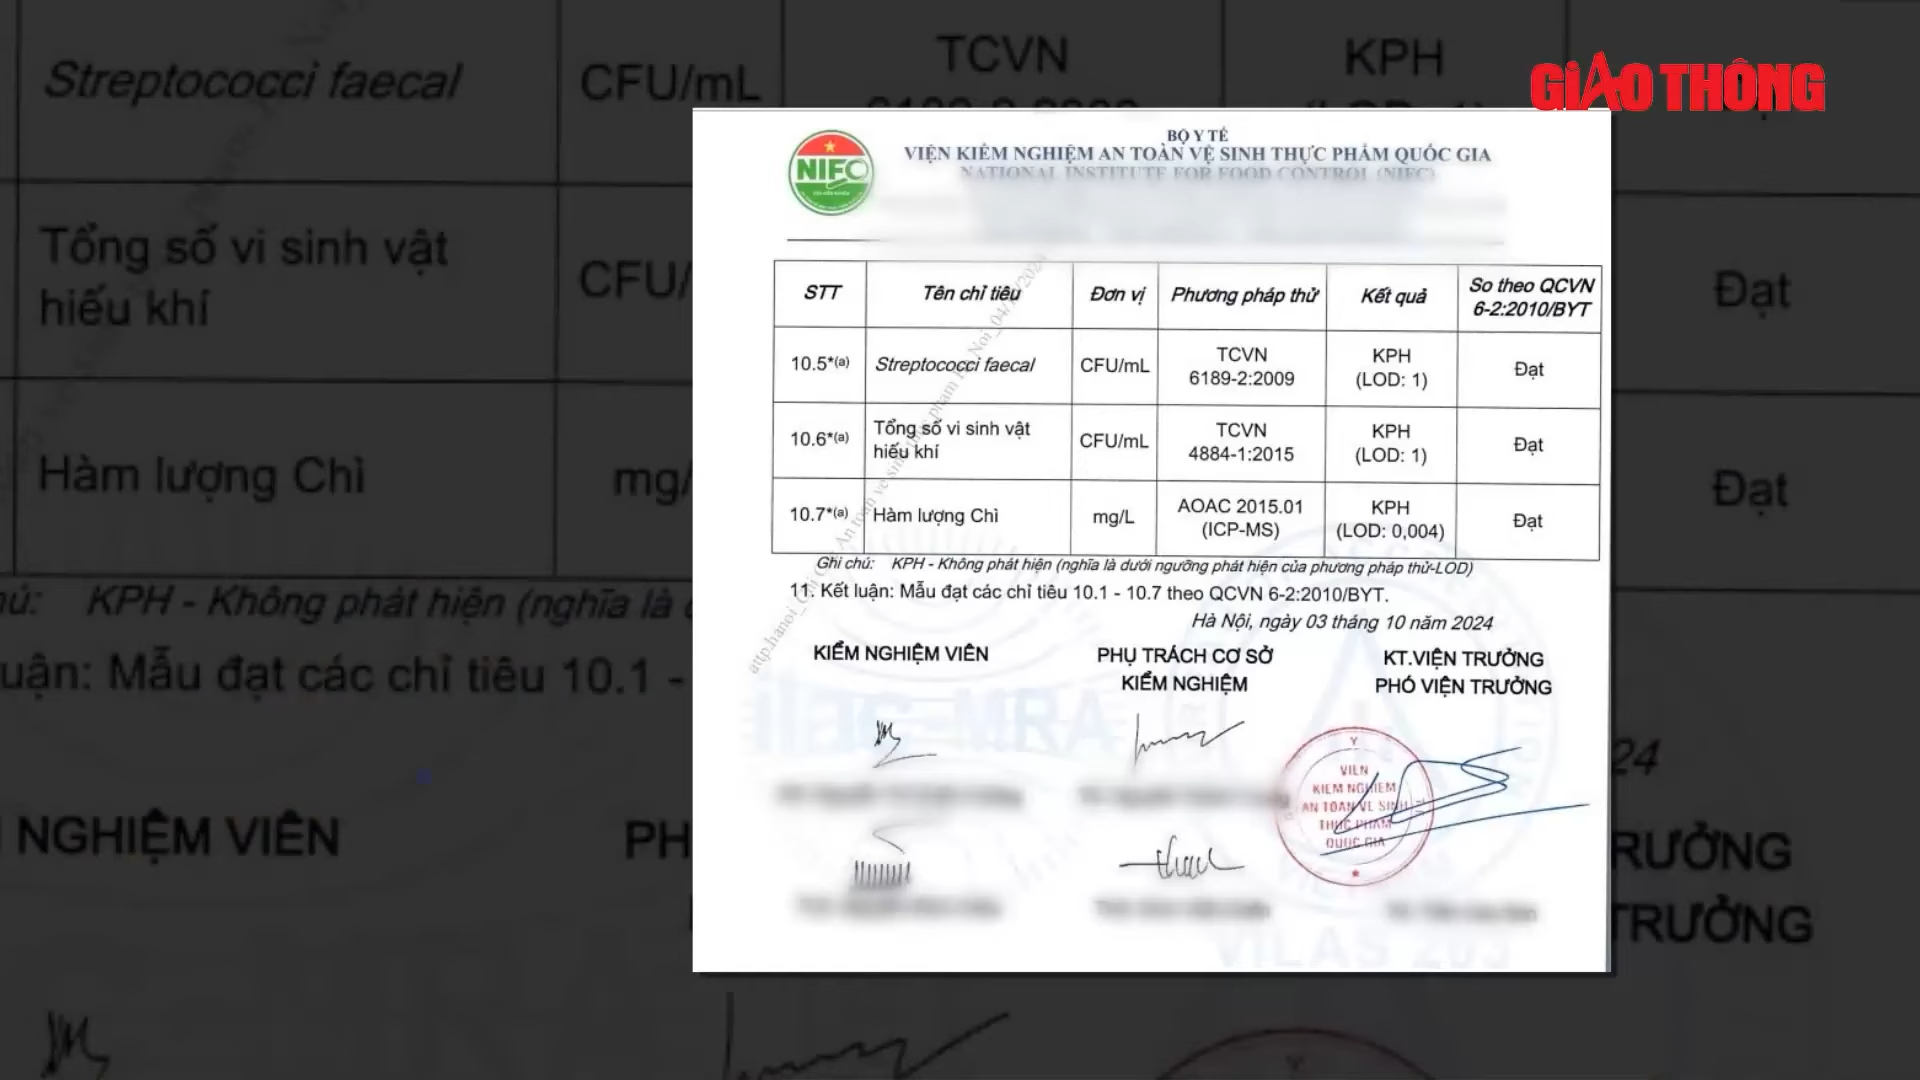 GIAO THÔNG
Streptococci faecal
CFU/mL
TCVN
KPH
Tổng số vi sinh vật
hiếu khí
CFU/
Đạt
Hàm lượng Chì
mg/
Đạt
KPH - Không phát hiện (nghĩa là
luận: Mẫu đạt các chỉ tiêu 10.1 -
NGHIỆM VIÊN
PH
24
RƯỞNG
TRƯỞNG
NIFC
BỘ Y TẾ
VIỆN KIỂM NGHIỆM AN TOÀN VỆ SINH THỰC PHẨM QUỐC GIA
NATIONAL INSTITUTE FOR FOOD CONTROL (NIFC)
STT Tên chỉ tiêu Đơn vị Phương pháp thử Kết quả So theo QCVN
6-2:2010/BYT
10.5*(a) Streptococci faecal CFU/mL TCVN
6189-2:2009 KPH
(LOD: 1) Đạt
10.6*(a) Tổng số vi sinh vật
hiếu khí CFU/mL TCVN
4884-1:2015 KPH
(LOD: 1) Đạt
10.7*(a) Hàm lượng Chì mg/L AOAC 2015.01
(ICP-MS) KPH
(LOD: 0,004) Đạt
Ghi chú: KPH - Không phát hiện (nghĩa là dưới ngưỡng phát hiện của phương pháp thử-LOD)
11. Kết luận: Mẫu đạt các chỉ tiêu 10.1 - 10.7 theo QCVN 6-2:2010/BYT.
Hà Nội, ngày 03 tháng 10 năm 2024
KIỂM NGHIỆM VIÊN
PHỤ TRÁCH CƠ SỞ
KIỂM NGHIỆM
KT.VIỆN TRƯỞNG
PHÓ VIỆN TRƯỞNG
VIỆN
KIỂM NGHIỆM
AN TOÀN VỆ SINH
THỰC PHẨM
QUỐC GIA
MRA
VILAS 203